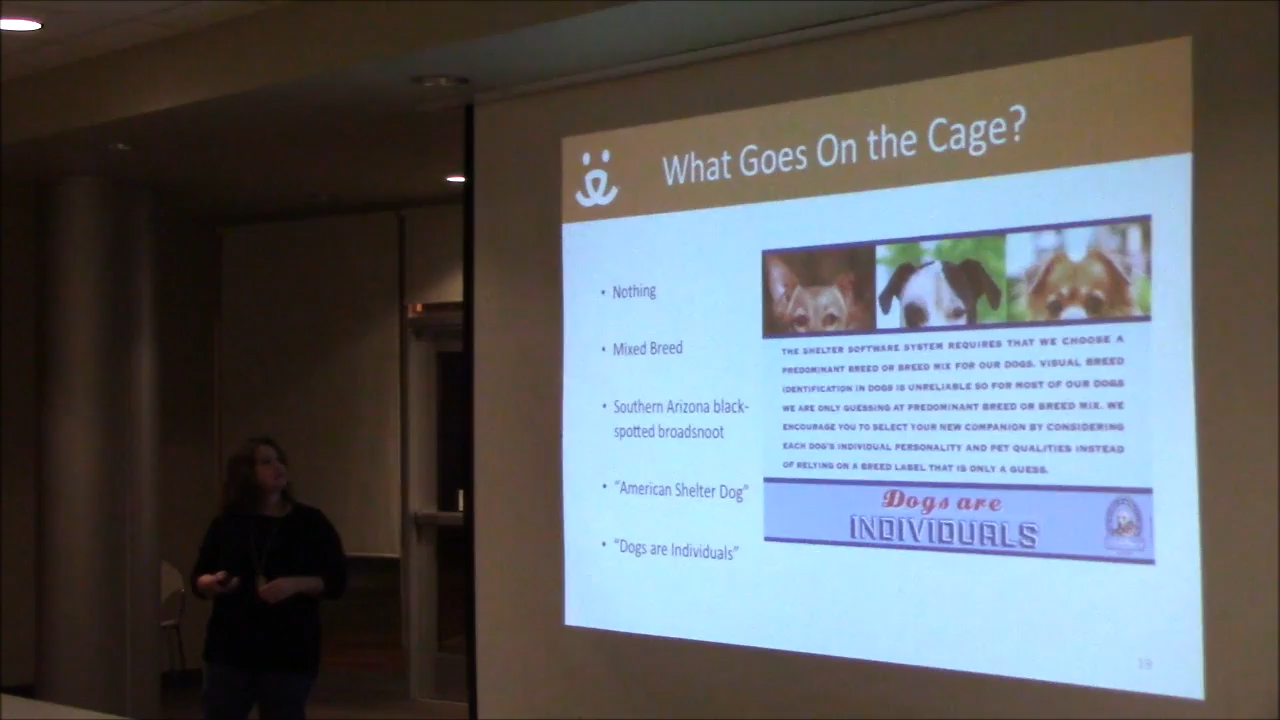 What Goes On the Cage?
• Nothing
• Mixed Breed
• Southern Arizona black-
spotted broadsnoot
• "American Shelter Dog"
• "Dogs are Individuals"
THE SHELTER SOFTWARE SYSTEM REQUIRES THAT WE CHOOSE A
PREDOMINANT BREED OR BREED MIX FOR OUR DOGS. VISUAL BREED
IDENTIFICATION IN DOGS IS UNRELIABLE SO FOR MOST OF OUR DOGS
WE ARE ONLY GUESSING AT PREDOMINANT BREED OR BREED MIX. WE
ENCOURAGE YOU TO SELECT YOUR NEW COMPANION BY CONSIDERING
EACH DOG'S INDIVIDUAL PERSONALITY AND PET QUALITIES INSTEAD
OF RELYING ON A BREED LABEL THAT IS ONLY A GUESS.
Dogs are
INDIVIDUALS